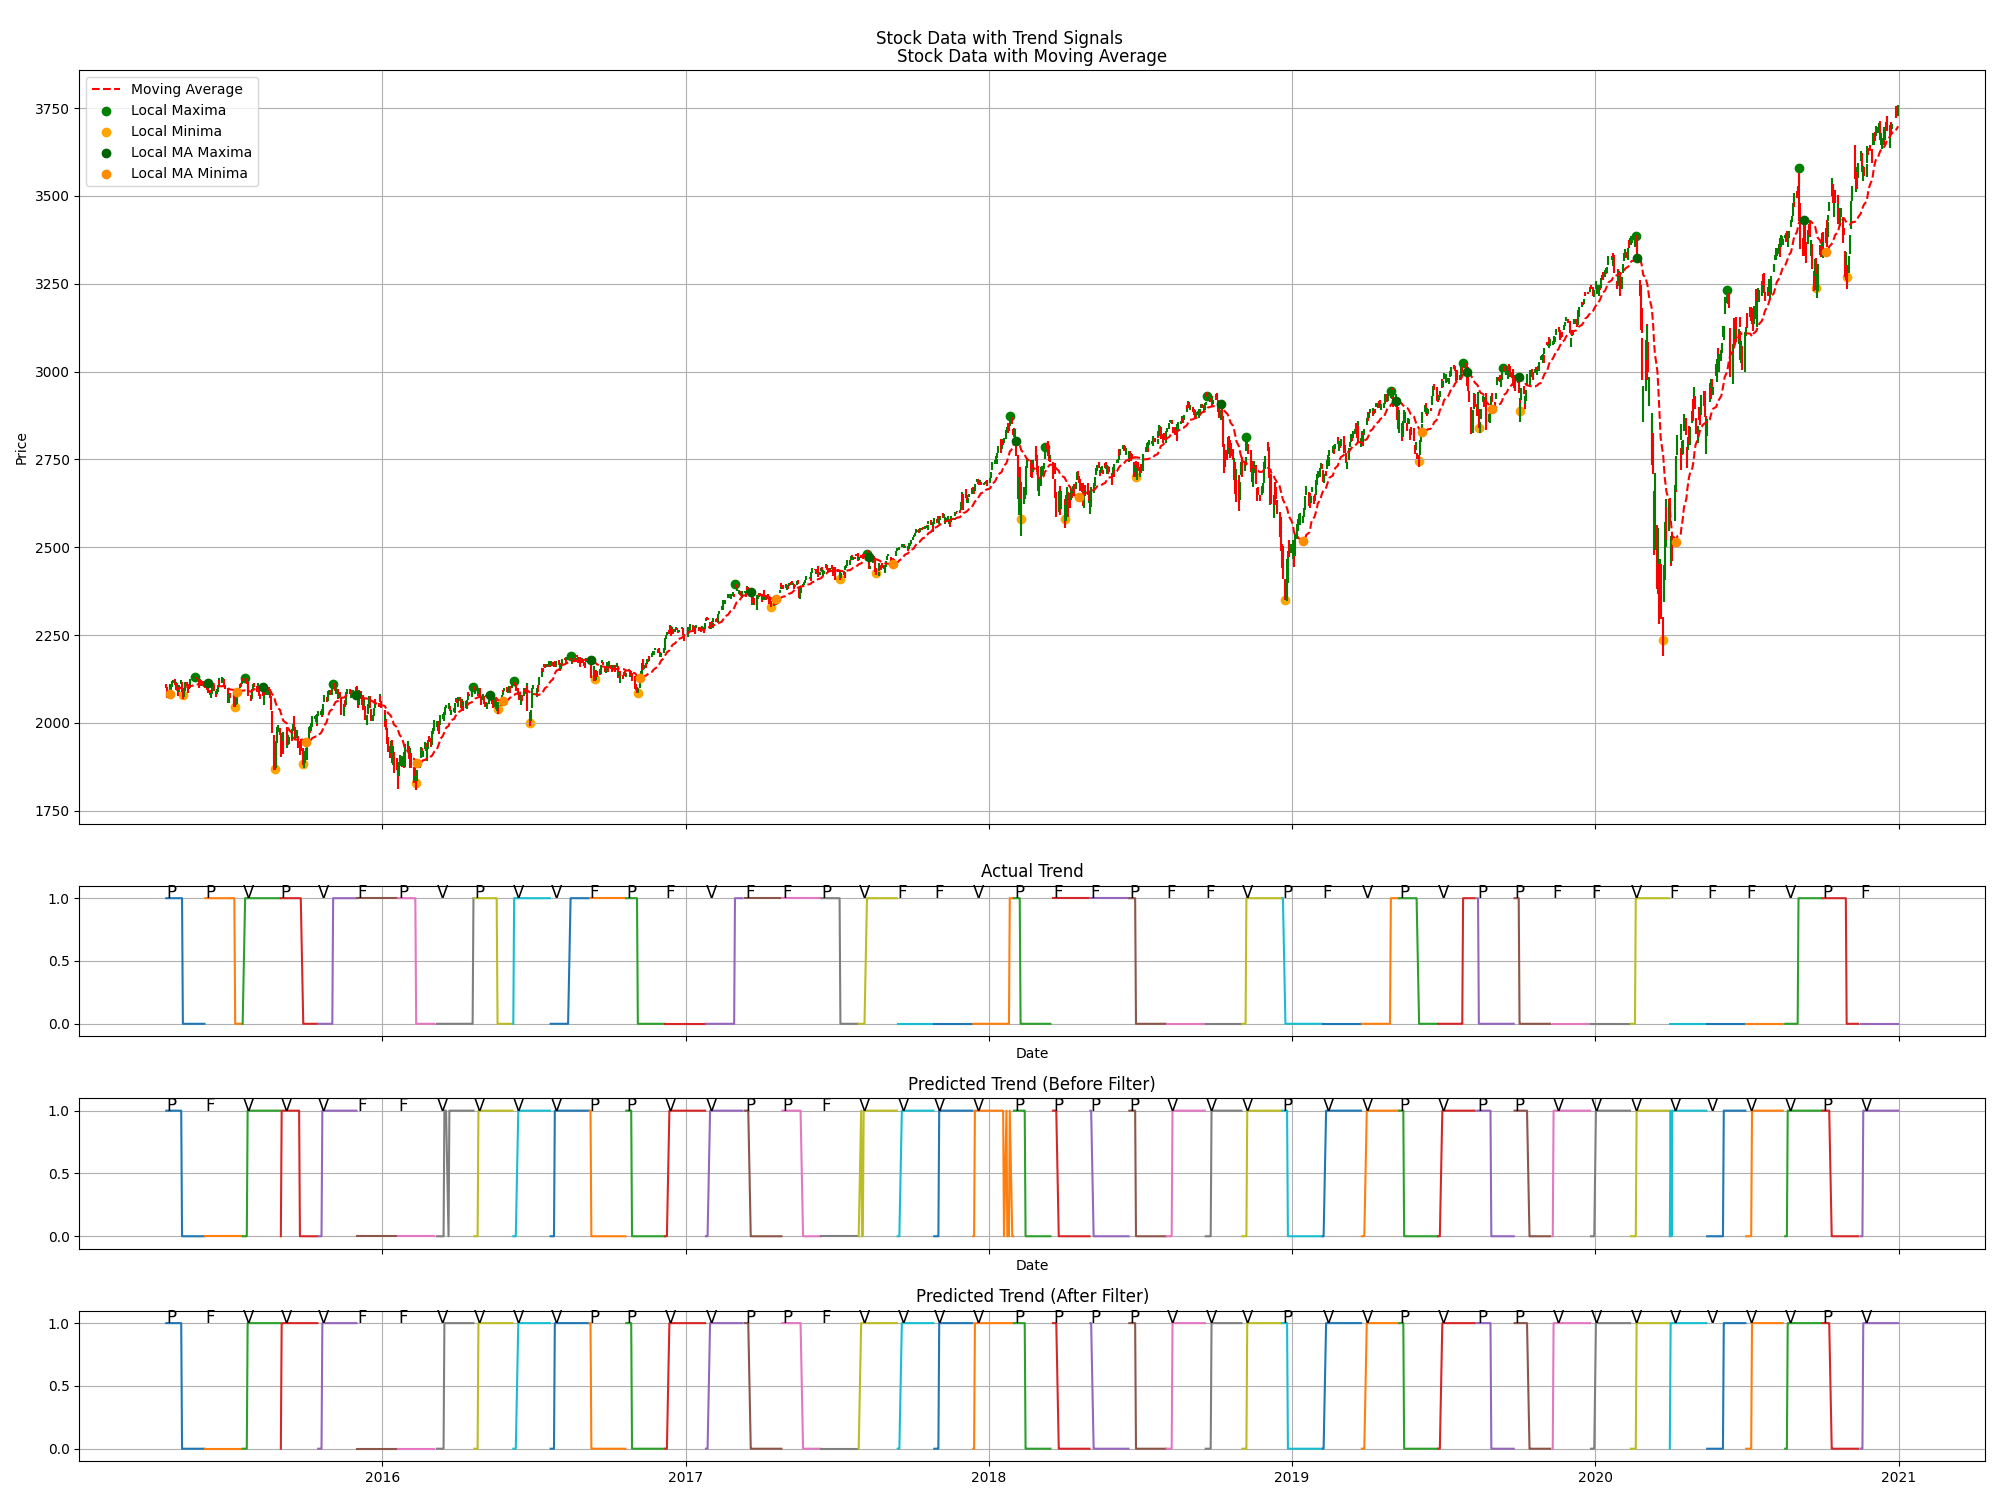 Stock Data with Trend Signals
Stock Data with Moving Average
Moving Average
Local Maxima
Local Minima
Local MA Maxima
Local MA Minima
3750
3500
3250
3000
2750
2500
2250
2000
1750
Price
Actual Trend
P P V P V F P V P V V F P F V F F P V F F V P F F P F F V P F V P V P P F F V F F F V P F
1.0
0.5
0.0
Date
Predicted Trend (Before Filter)
P F V V V F F V V V V P P V V P P F V V V V P P P P V V V P V V P V P P V V V V V V V P V
1.0
0.5
0.0
Date
Predicted Trend (After Filter)
P F V V V F F V V V V P P V V P P F V V V V P P P P V V V P V V P V P P V V V V V V V P V
1.0
0.5
0.0
2016 2017 2018 2019 2020 2021